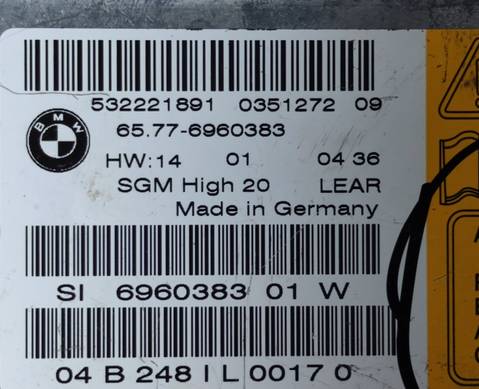 532221891 0351272 09
BMW
65.77-6960383
HW:14 01 04 36
SGM High 20 LEAR
Made in Germany
SI 6960383 01 W
04 B 248 I L 0017 0